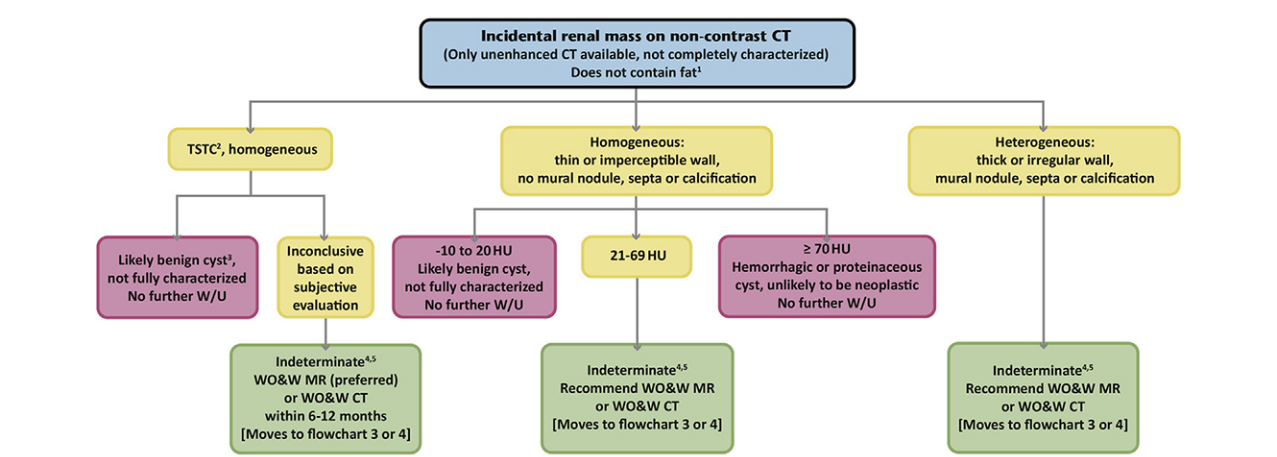 Incidental renal mass on non-contrast CT
(Only unenhanced CT available, not completely characterized)
Does not contain fat¹
TSTC², homogeneous
Homogeneous:
thin or imperceptible wall,
no mural nodule, septa or calcification
Heterogeneous:
thick or irregular wall,
mural nodule, septa or calcification
Likely benign cyst³,
not fully characterized
No further W/U
Inconclusive
based on
subjective
evaluation
-10 to 20 HU
Likely benign cyst,
not fully characterized
No further W/U
21-69 HU
≥ 70 HU
Hemorrhagic or proteinaceous
cyst, unlikely to be neoplastic
No further W/U
Indeterminate⁴,⁵
WO&W MR (preferred)
or WO&W CT
within 6-12 months
[Moves to flowchart 3 or 4]
Indeterminate⁴,⁵
Recommend WO&W MR
or WO&W CT
[Moves to flowchart 3 or 4]
Indeterminate⁴,⁵
Recommend WO&W MR
or WO&W CT
[Moves to flowchart 3 or 4]